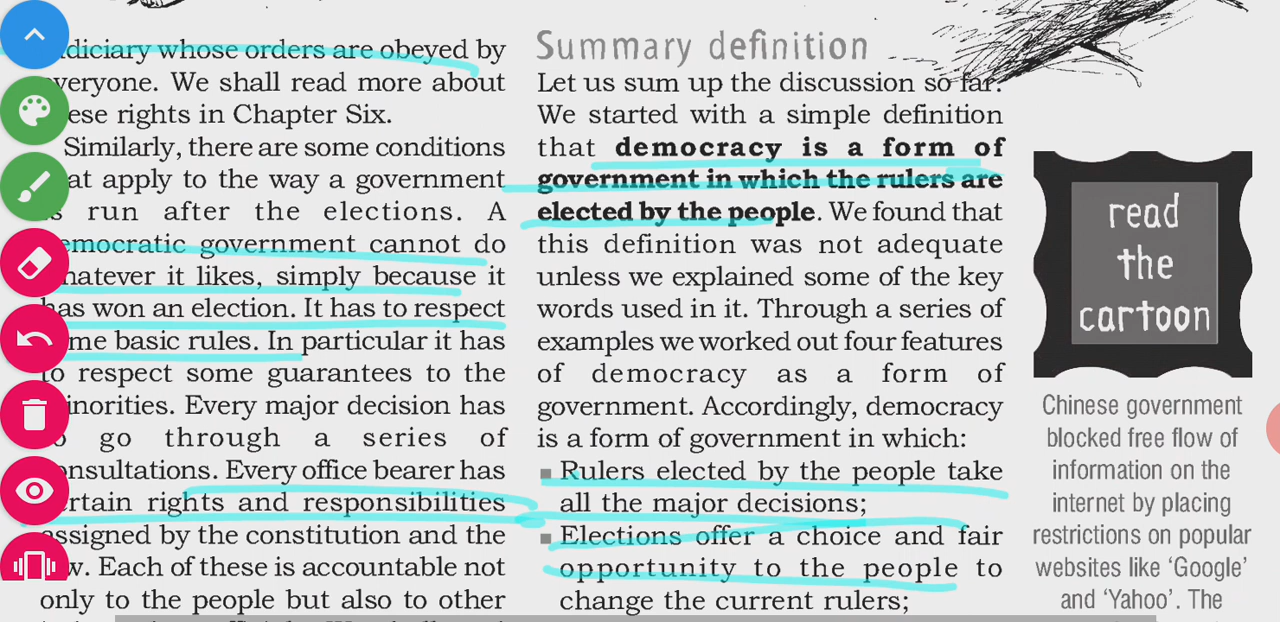 diciary whose orders are obeyed by
veryone. We shall read more about
ese rights in Chapter Six.
Similarly, there are some conditions
at apply to the way a government
s run after the elections. A
emocratic government cannot do
hatever it likes, simply because it
has won an election. It has to respect
me basic rules. In particular it has
to respect some guarantees to the
inorities. Every major decision has
o go through a series of
onsultations. Every office bearer has
ertain rights and responsibilities
assigned by the constitution and the
w. Each of these is accountable not
only to the people but also to other
Summary definition
Let us sum up the discussion so far.
We started with a simple definition
that democracy is a form of
government in which the rulers are
elected by the people. We found that
this definition was not adequate
unless we explained some of the key
words used in it. Through a series of
examples we worked out four features
of democracy as a form of
government. Accordingly, democracy
is a form of government in which:
Rulers elected by the people take
all the major decisions;
Elections offer a choice and fair
opportunity to the people to
change the current rulers;
read
the
cartoon
Chinese government
blocked free flow of
information on the
internet by placing
restrictions on popular
websites like ‘Google’
and ‘Yahoo’. The